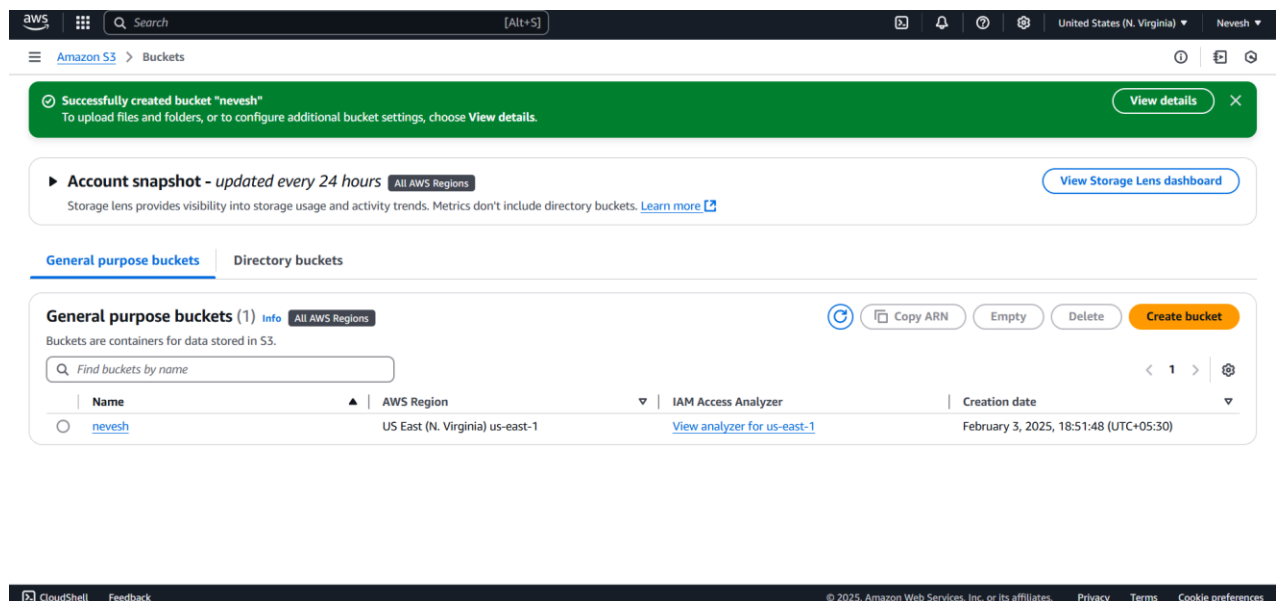 aws Search [Alt+S] United States (N. Virginia) ▼ Nevesh ▼
Amazon S3 > Buckets
Successfully created bucket "nevesh" View details
To upload files and folders, or to configure additional bucket settings, choose View details.
Account snapshot - updated every 24 hours All AWS Regions View Storage Lens dashboard
Storage lens provides visibility into storage usage and activity trends. Metrics don't include directory buckets. Learn more
General purpose buckets Directory buckets
General purpose buckets (1) Info All AWS Regions Copy ARN Empty Delete Create bucket
Buckets are containers for data stored in S3.
Find buckets by name < 1 >
Name AWS Region IAM Access Analyzer Creation date
nevesh US East (N. Virginia) us-east-1 View analyzer for us-east-1 February 3, 2025, 18:51:48 (UTC+05:30)
CloudShell Feedback © 2025, Amazon Web Services, Inc. or its affiliates. Privacy Terms Cookie preferences